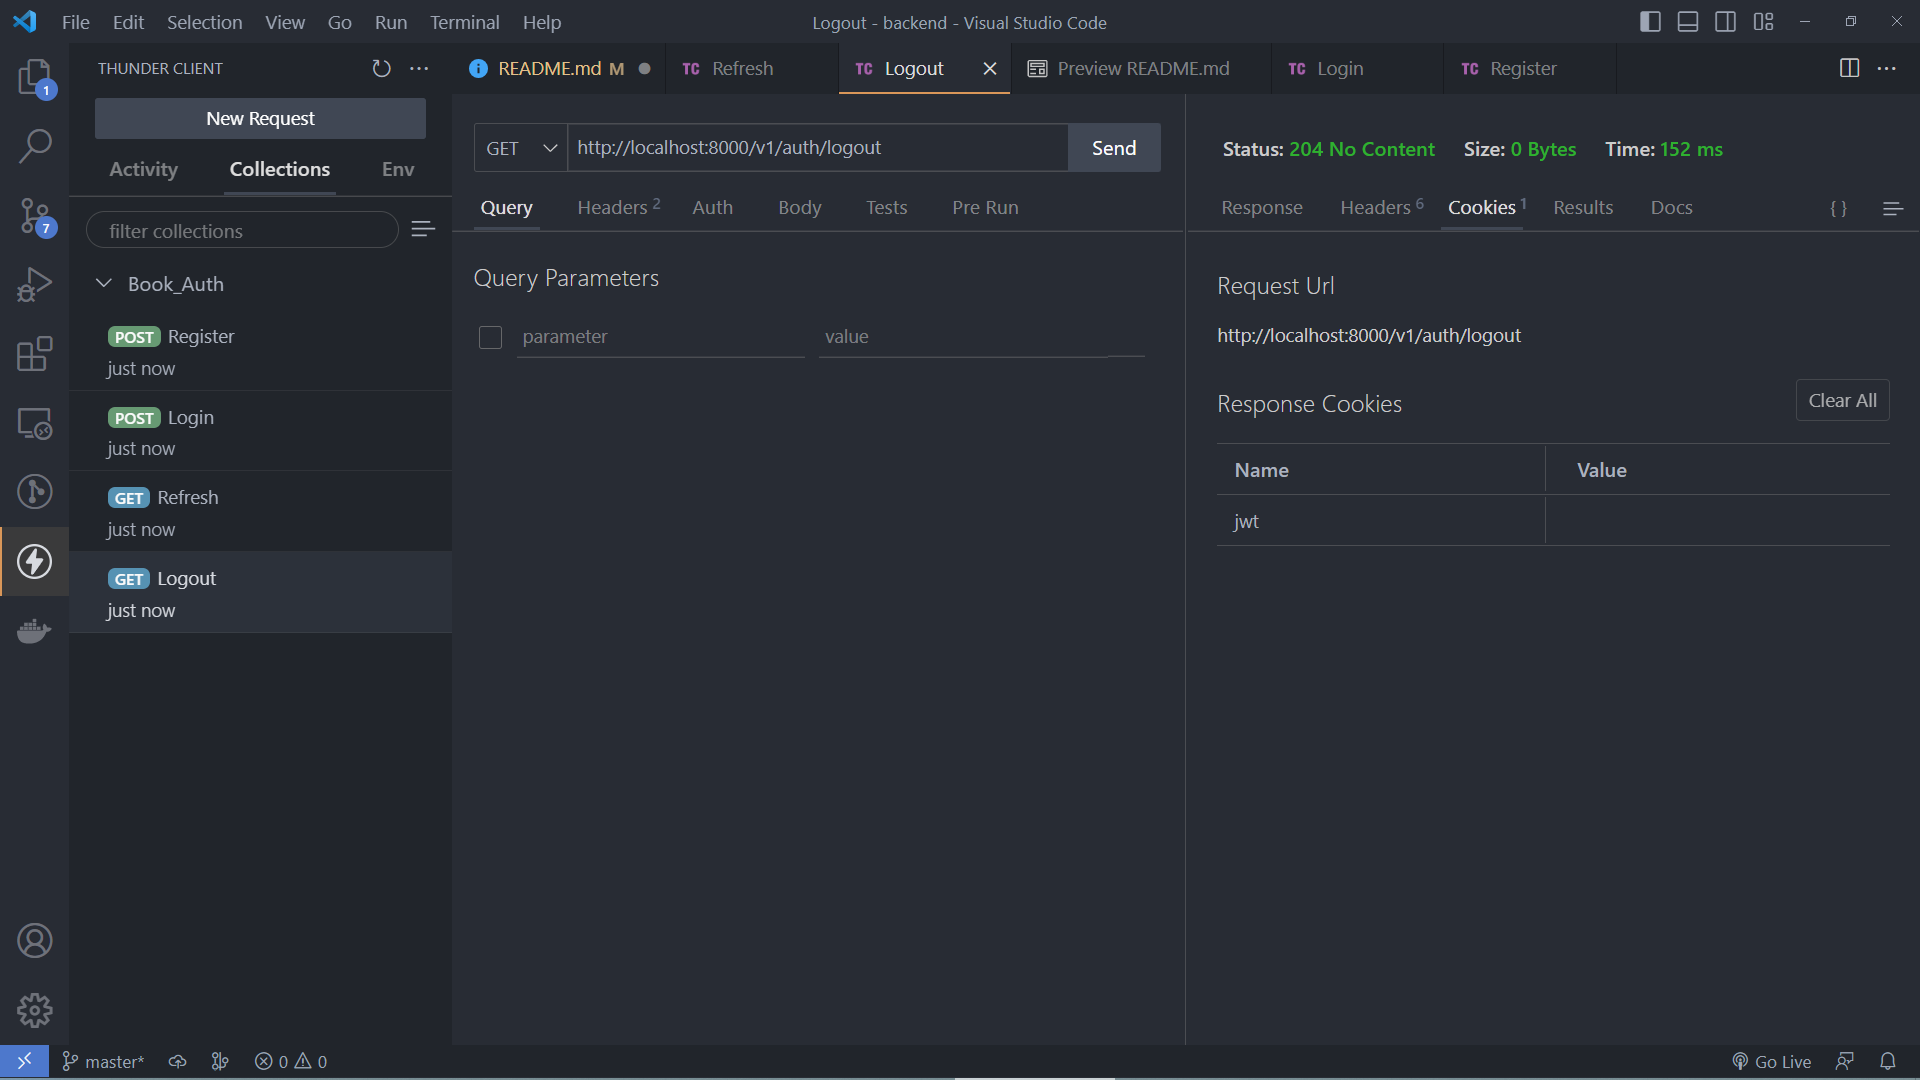 File Edit Selection View Go Run Terminal Help
Logout - backend - Visual Studio Code
THUNDER CLIENT
README.md M
TC Refresh
TC Logout
Preview README.md
TC Login
TC Register
1
7
New Request
Activity Collections Env
filter collections
Book_Auth
POST Register
just now
POST Login
just now
GET Refresh
just now
GET Logout
just now
GET http://localhost:8000/v1/auth/logout Send
Query Headers 2 Auth Body Tests Pre Run
Query Parameters
parameter value
Status: 204 No Content Size: 0 Bytes Time: 152 ms
Response Headers 6 Cookies 1 Results Docs { }
Request Url
http://localhost:8000/v1/auth/logout
Response Cookies Clear All
Name Value
jwt
master* 0 0 Go Live